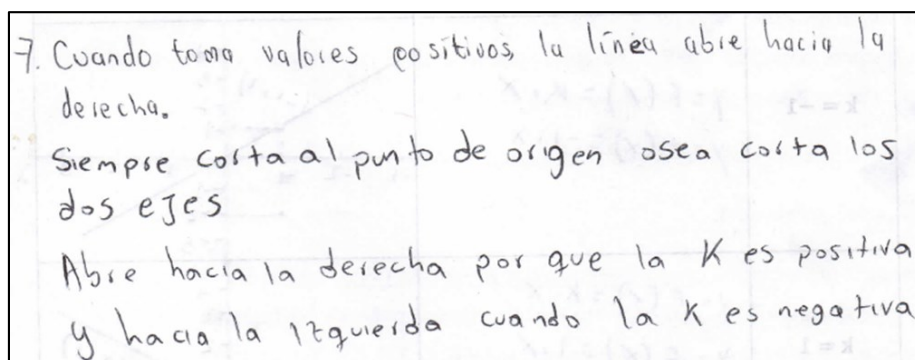 7. Cuando toma valores positivos, la línea abre hacia la
derecha.
Siempre corta al punto de origen osea corta los
dos ejes
Abre hacia la derecha por que la K es positiva
y hacia la izquierda cuando la K es negativa